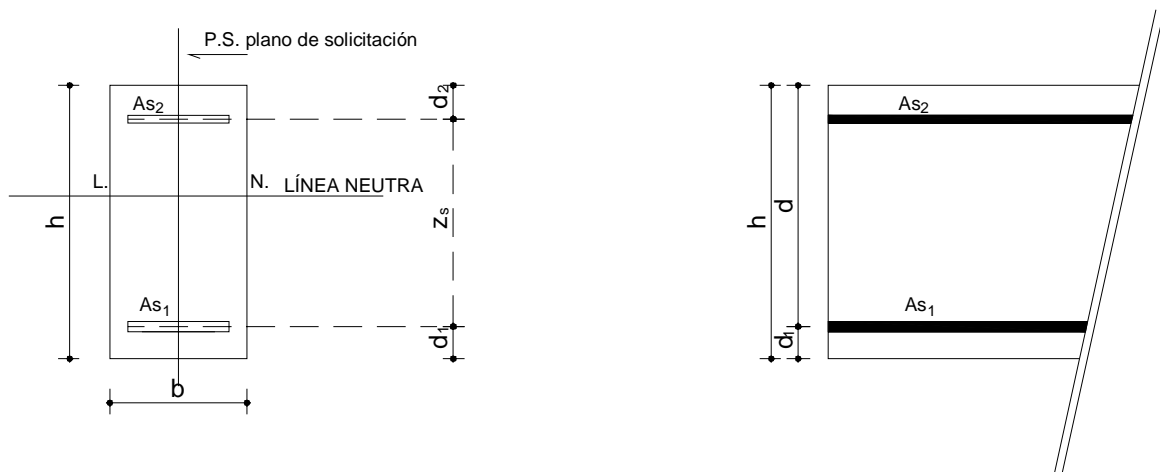 P.S. plano de solicitación
As₂
d₂
L.
N. LÍNEA NEUTRA
h
zₛ
As₁
d₁
b
As₂
h
d
As₁
d₁